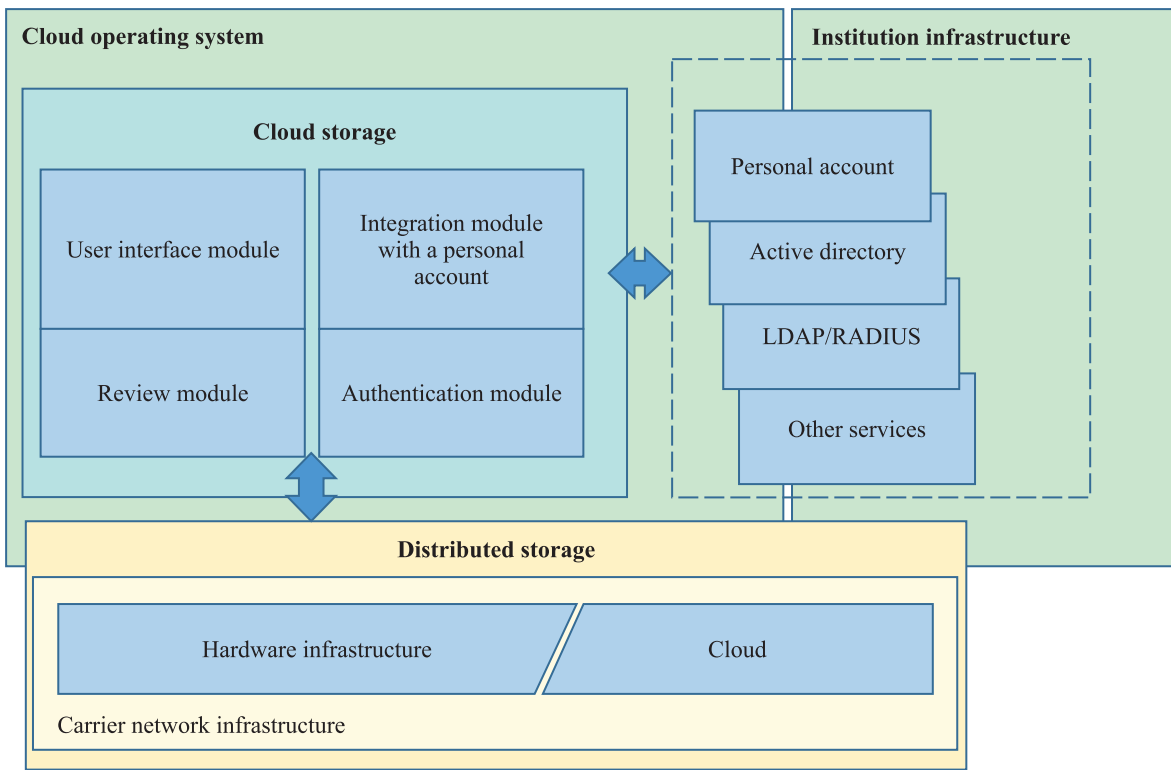 Cloud operating system
Institution infrastructure
Cloud storage
User interface module
Integration module
with a personal
account
Review module
Authentication module
Personal account
Active directory
LDAP/RADIUS
Other services
Distributed storage
Hardware infrastructure
Cloud
Carrier network infrastructure